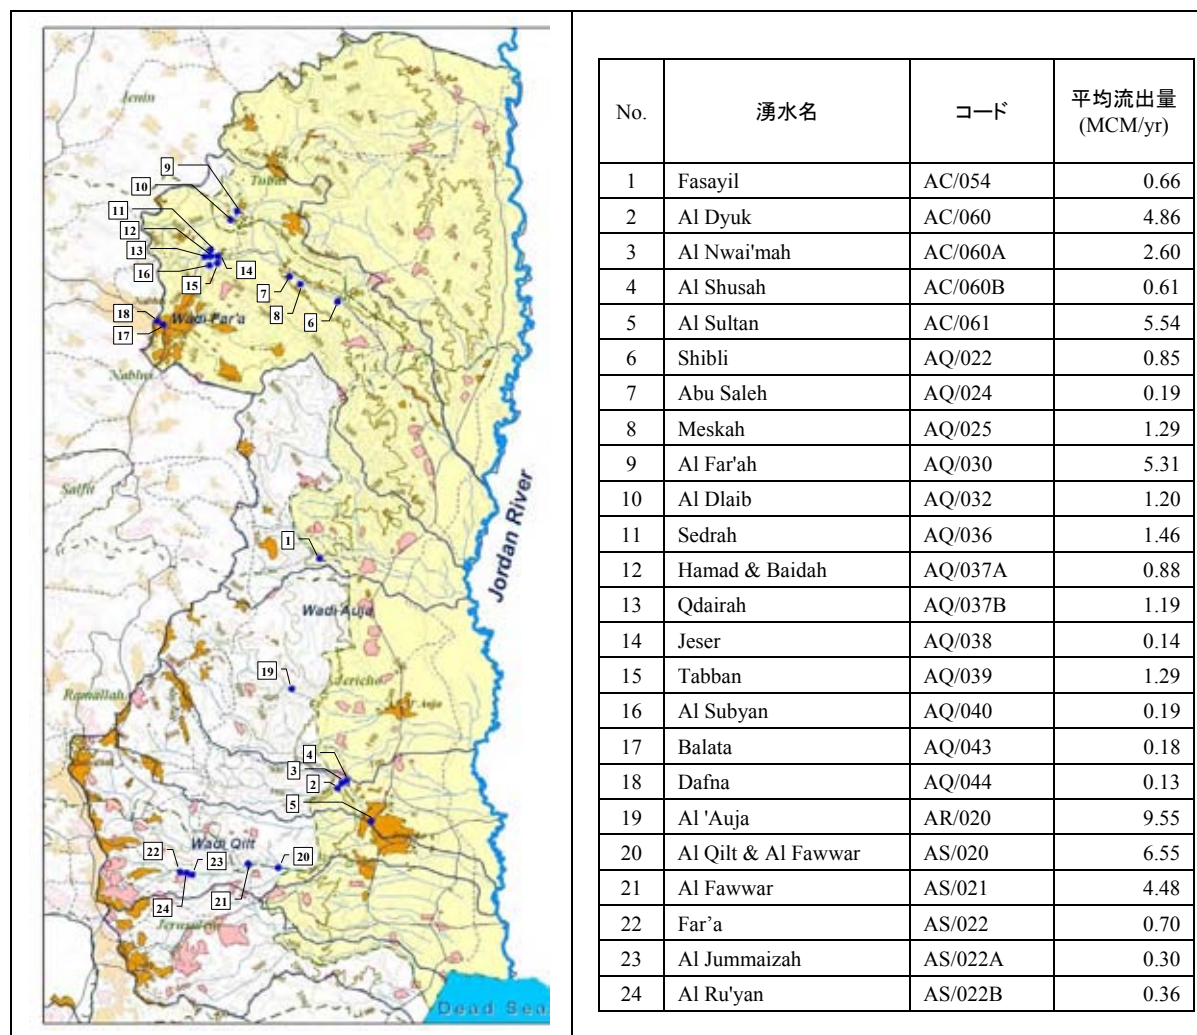 Jenin
Tubas
9
10
11
12
13
16
14
15
7
8
6
18
17
Wadi Far'a
Nablus
Salfit
Jordan River
1
Wadi Auja
19
Jericho
Ramallah
4
3
2
5
Wadi Qilt
22
23
20
24
21
Jerusalem
Dead Sea
No. 湧水名 コード 平均流出量
(MCM/yr)
1 Fasayil AC/054 0.66
2 Al Dyuk AC/060 4.86
3 Al Nwai'mah AC/060A 2.60
4 Al Shusah AC/060B 0.61
5 Al Sultan AC/061 5.54
6 Shibli AQ/022 0.85
7 Abu Saleh AQ/024 0.19
8 Meskah AQ/025 1.29
9 Al Far'ah AQ/030 5.31
10 Al Dlaib AQ/032 1.20
11 Sedrah AQ/036 1.46
12 Hamad & Baidah AQ/037A 0.88
13 Qdairah AQ/037B 1.19
14 Jeser AQ/038 0.14
15 Tabban AQ/039 1.29
16 Al Subyan AQ/040 0.19
17 Balata AQ/043 0.18
18 Dafna AQ/044 0.13
19 Al 'Auja AR/020 9.55
20 Al Qilt & Al Fawwar AS/020 6.55
21 Al Fawwar AS/021 4.48
22 Far’a AS/022 0.70
23 Al Jummaizah AS/022A 0.30
24 Al Ru'yan AS/022B 0.36